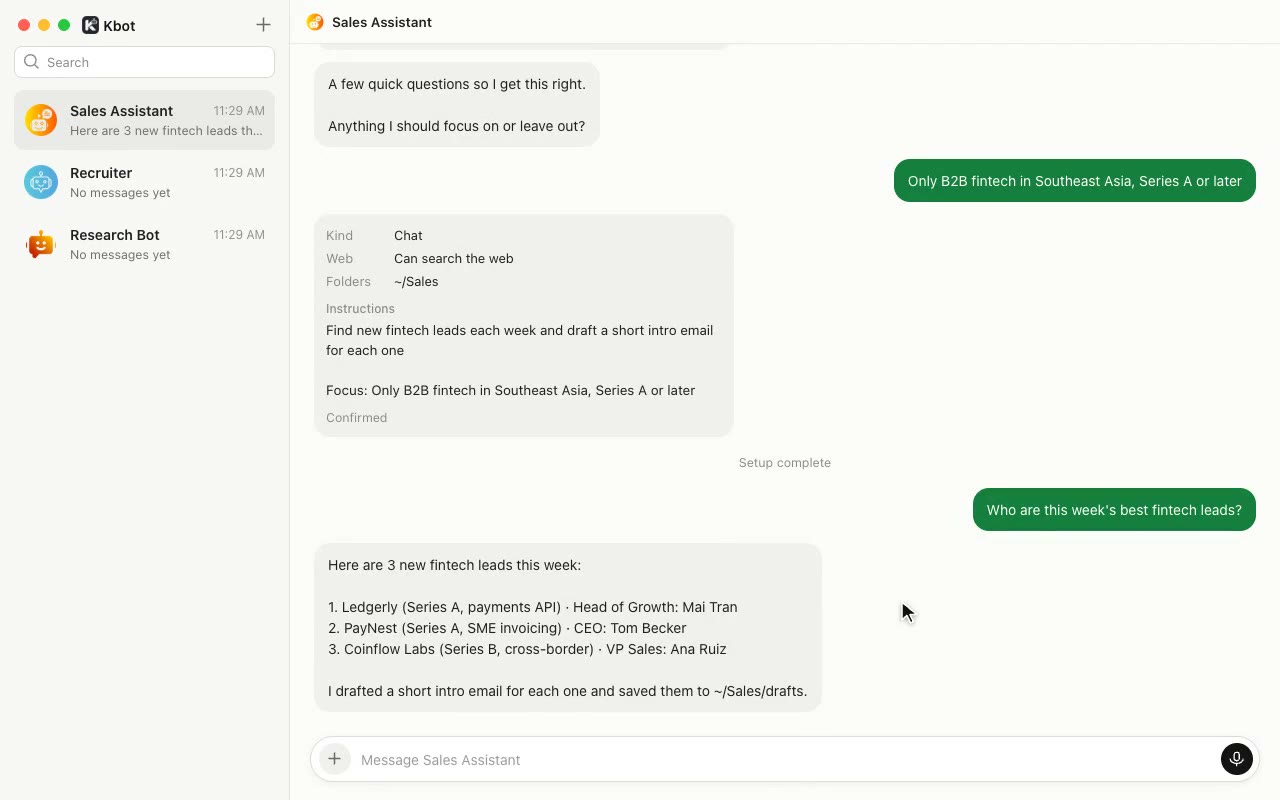 Kbot
Search
Sales Assistant 11:29 AM
Here are 3 new fintech leads th...
Recruiter 11:29 AM
No messages yet
Research Bot 11:29 AM
No messages yet
Sales Assistant
A few quick questions so I get this right.
Anything I should focus on or leave out?
Only B2B fintech in Southeast Asia, Series A or later
Kind Chat
Web Can search the web
Folders ~/Sales
Instructions
Find new fintech leads each week and draft a short intro email
for each one
Focus: Only B2B fintech in Southeast Asia, Series A or later
Confirmed
Setup complete
Who are this week's best fintech leads?
Here are 3 new fintech leads this week:
1. Ledgerly (Series A, payments API) · Head of Growth: Mai Tran
2. PayNest (Series A, SME invoicing) · CEO: Tom Becker
3. Coinflow Labs (Series B, cross-border) · VP Sales: Ana Ruiz
I drafted a short intro email for each one and saved them to ~/Sales/drafts.
Message Sales Assistant